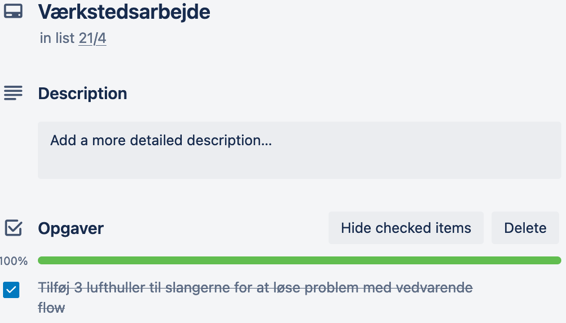 Værkstedsarbejde
in list 21/4
Description
Add a more detailed description...
Opgaver
Hide checked items
Delete
100%
Tilføj 3 lufthuller til slangerne for at løse problem med vedvarende
flow